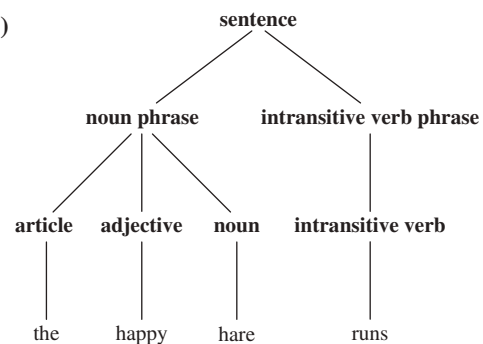 )
sentence
noun phrase intransitive verb phrase
article adjective noun intransitive verb
the happy hare runs